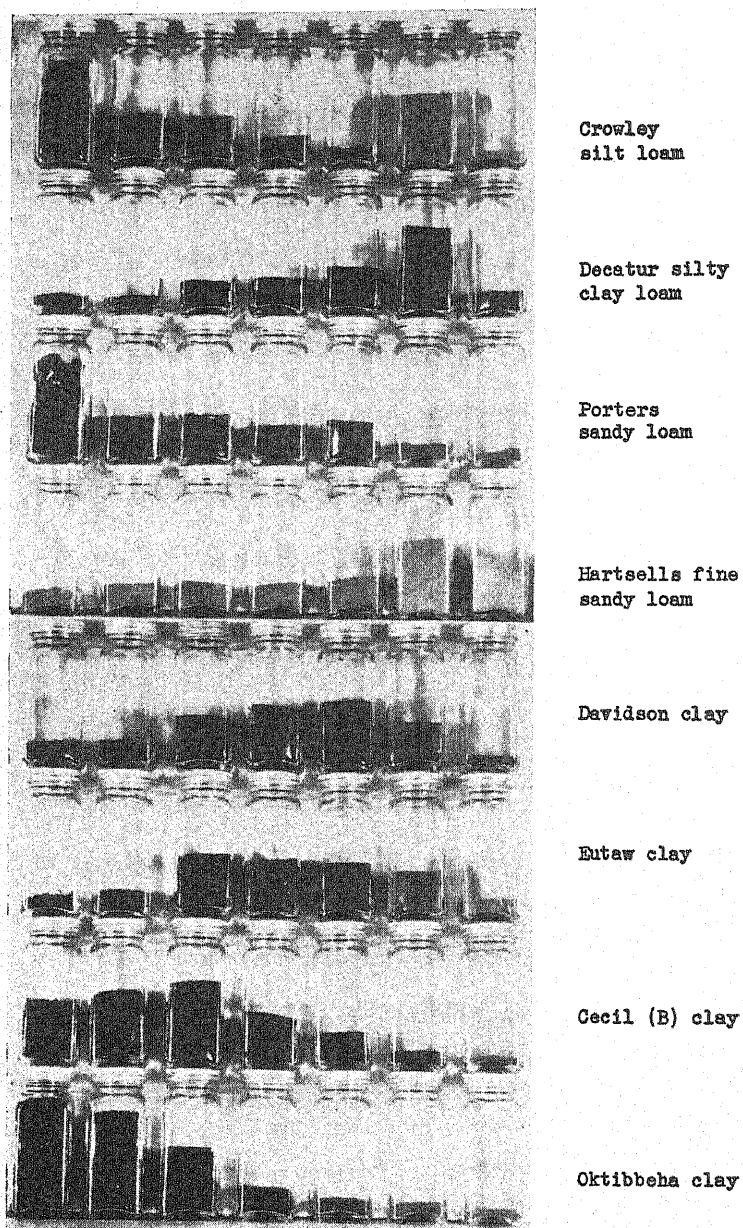 Crowley
silt loam
Decatur silty
clay loam
Porters
sandy loam
Hartsells fine
sandy loam
Davidson clay
Eutaw clay
Cecil (B) clay
Oktibbeha clay